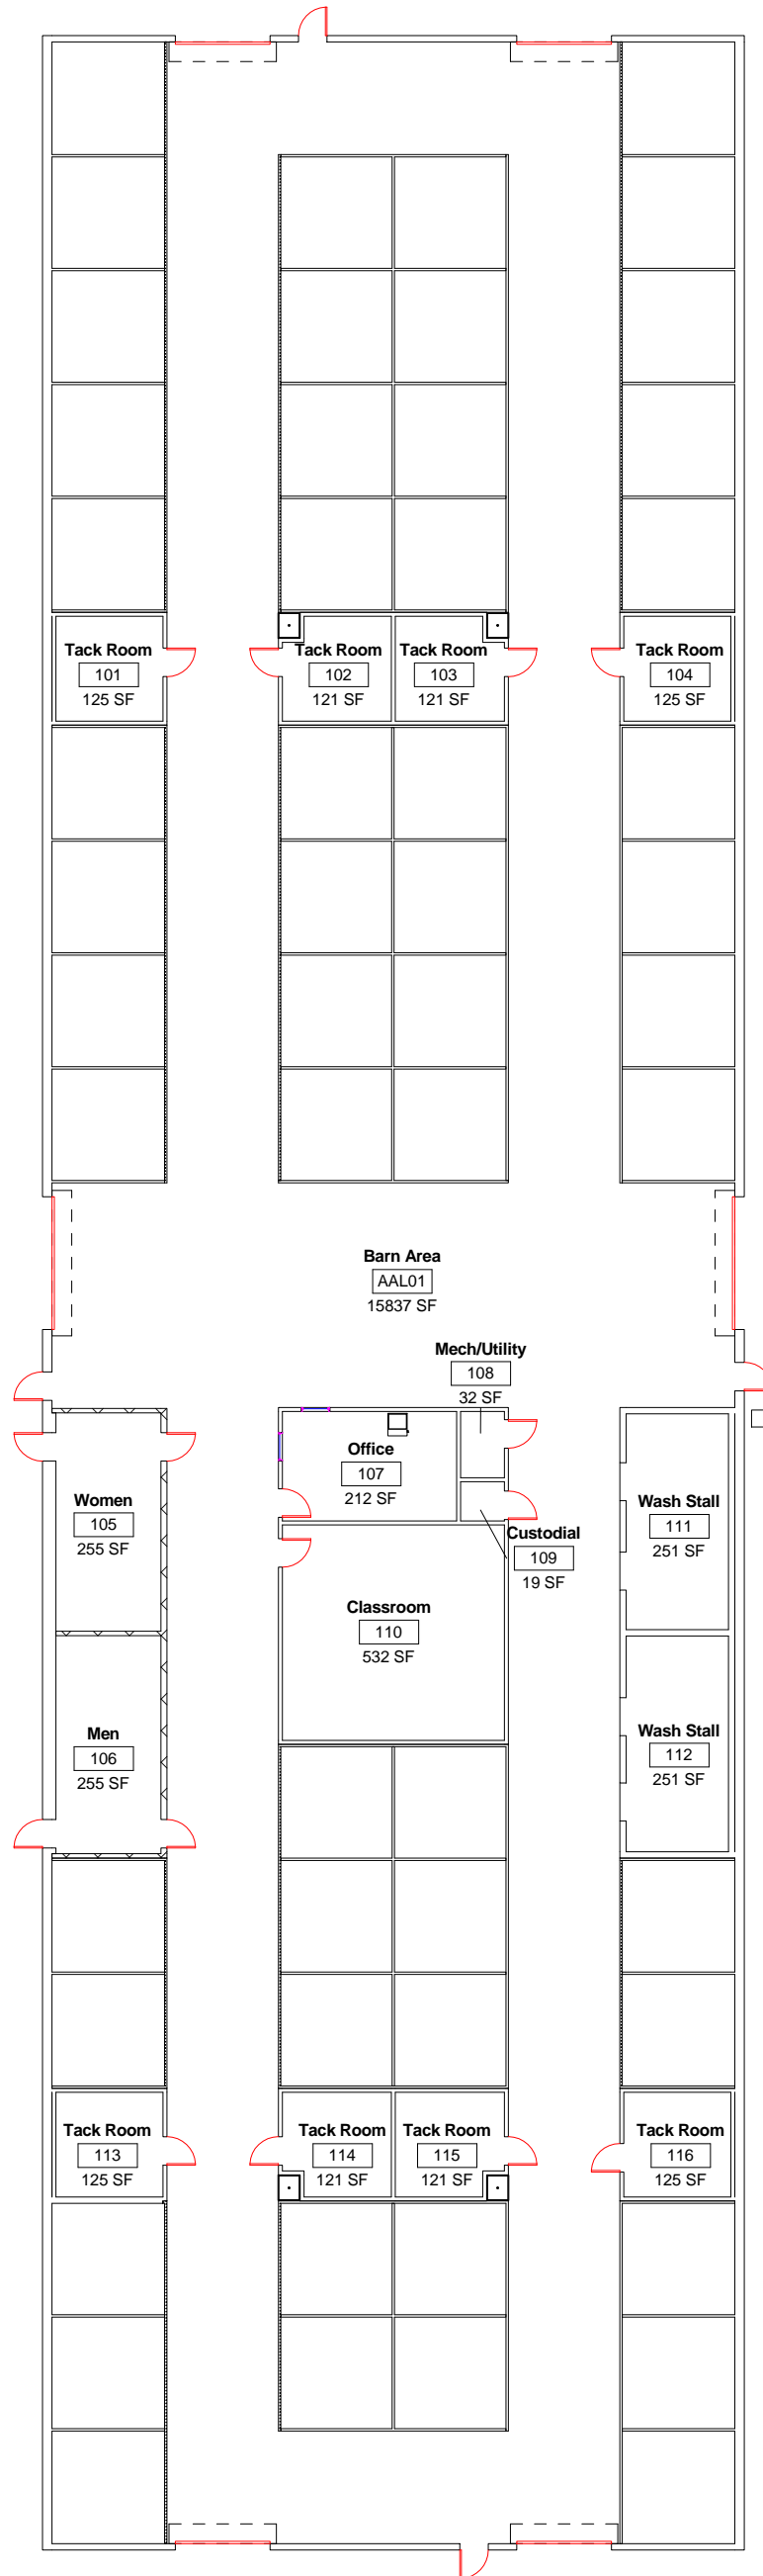 Tack Room
101
125 SF
Tack Room
102
121 SF
Tack Room
103
121 SF
Tack Room
104
125 SF
Barn Area
AAL01
15837 SF
Mech/Utility
108
32 SF
Office
107
212 SF
Women
105
255 SF
Wash Stall
111
251 SF
Custodial
109
19 SF
Classroom
110
532 SF
Men
106
255 SF
Wash Stall
112
251 SF
Tack Room
113
125 SF
Tack Room
114
121 SF
Tack Room
115
121 SF
Tack Room
116
125 SF